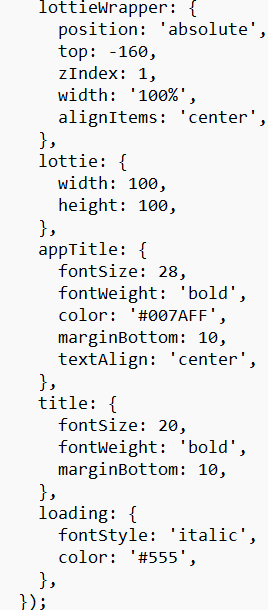 lottieWrapper: {
position: 'absolute',
top: -160,
zIndex: 1,
width: '100%',
alignItems: 'center',
},
lottie: {
width: 100,
height: 100,
},
appTitle: {
fontSize: 28,
fontWeight: 'bold',
color: '#007AFF',
marginBottom: 10,
textAlign: 'center',
},
title: {
fontSize: 20,
fontWeight: 'bold',
marginBottom: 10,
},
loading: {
fontStyle: 'italic',
color: '#555',
},
});